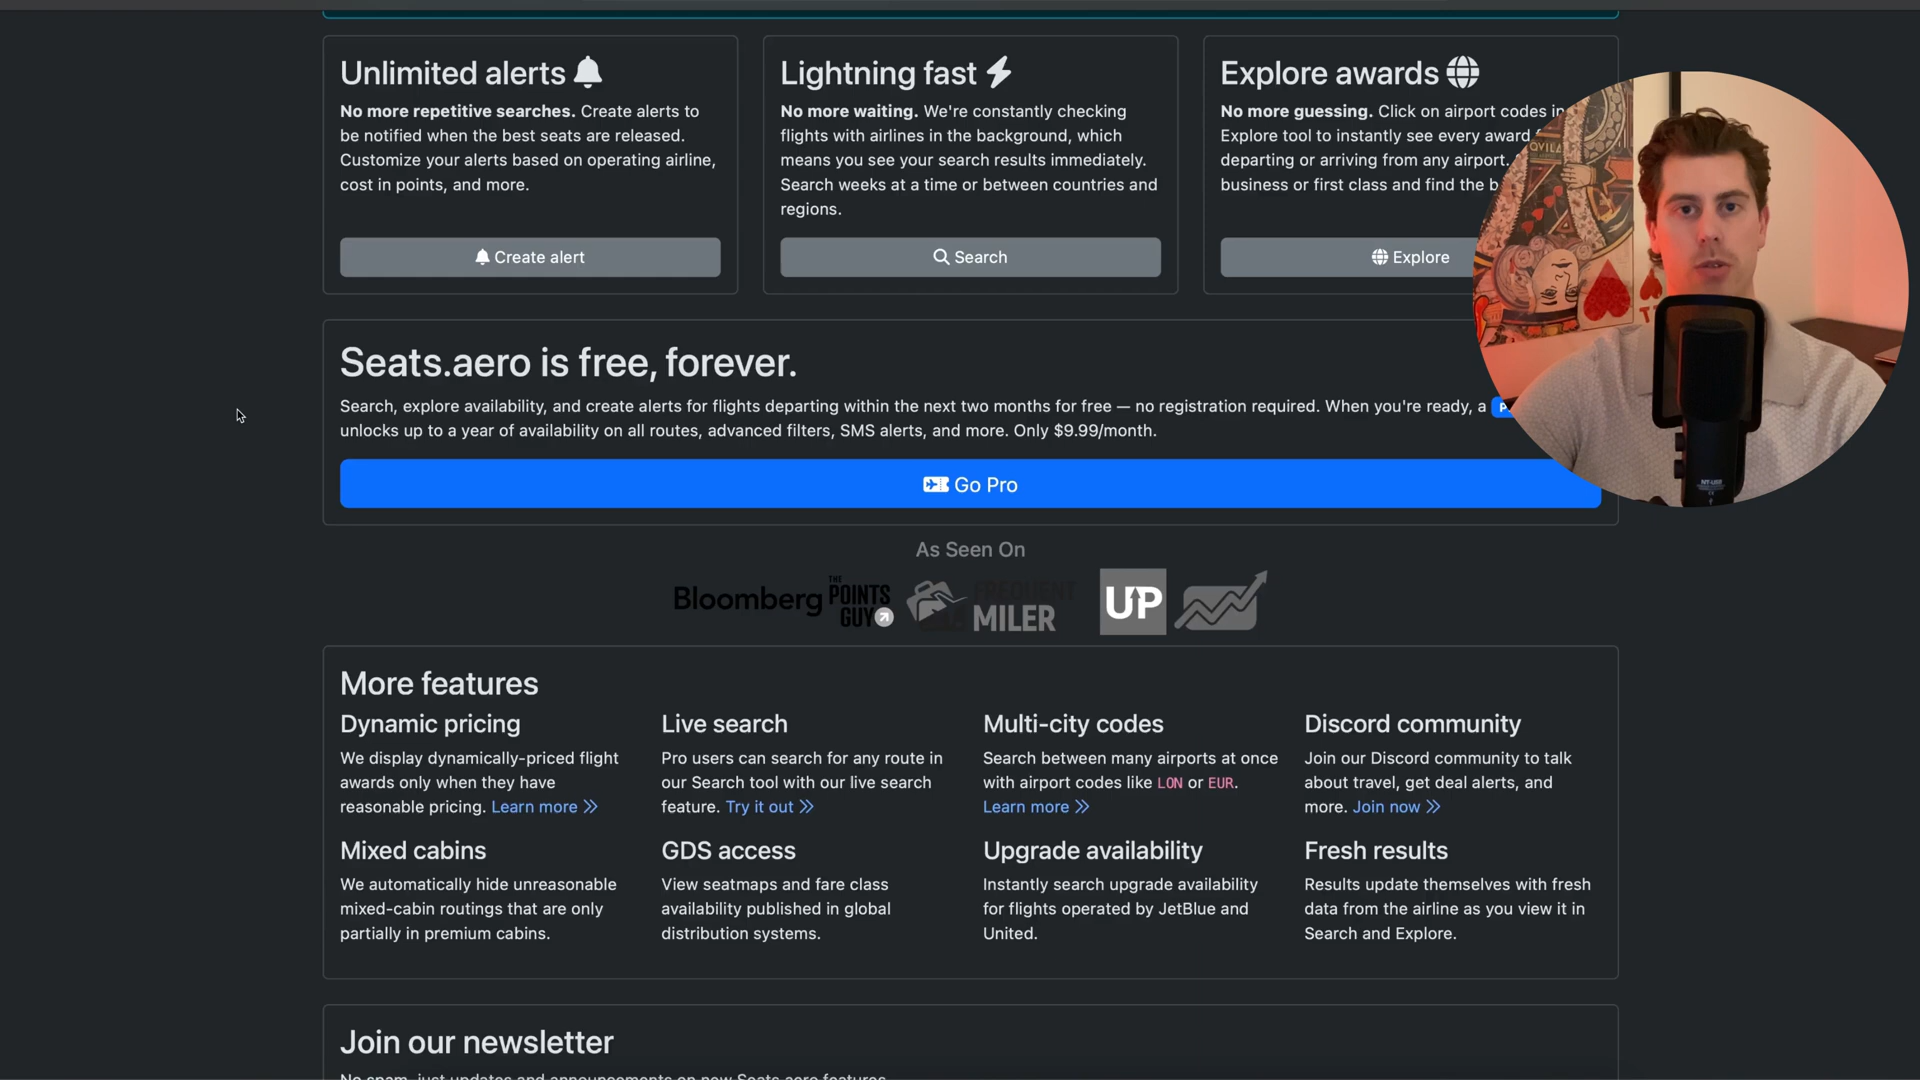 Unlimited alerts
No more repetitive searches. Create alerts to
be notified when the best seats are released.
Customize your alerts based on operating airline,
cost in points, and more.
Create alert
Lightning fast
No more waiting. We're constantly checking
flights with airlines in the background, which
means you see your search results immediately.
Search weeks at a time or between countries and
regions.
Search
Explore awards
No more guessing. Click on airport codes in
Explore tool to instantly see every award
departing or arriving from any airport.
business or first class and find the b
Explore
Seats.aero is free, forever.
Search, explore availability, and create alerts for flights departing within the next two months for free — no registration required. When you're ready, a P
unlocks up to a year of availability on all routes, advanced filters, SMS alerts, and more. Only $9.99/month.
Go Pro
As Seen On
Bloomberg
THE
POINTS
GUY
FREQUENT
MILER
UP
More features
Dynamic pricing
We display dynamically-priced flight
awards only when they have
reasonable pricing. Learn more »
Live search
Pro users can search for any route in
our Search tool with our live search
feature. Try it out »
Multi-city codes
Search between many airports at once
with airport codes like LON or EUR.
Learn more »
Discord community
Join our Discord community to talk
about travel, get deal alerts, and
more. Join now »
Mixed cabins
We automatically hide unreasonable
mixed-cabin routings that are only
partially in premium cabins.
GDS access
View seatmaps and fare class
availability published in global
distribution systems.
Upgrade availability
Instantly search upgrade availability
for flights operated by JetBlue and
United.
Fresh results
Results update themselves with fresh
data from the airline as you view it in
Search and Explore.
Join our newsletter
No spam, just updates and announcements on new Seats.aero features.
QVILA
NT-USB